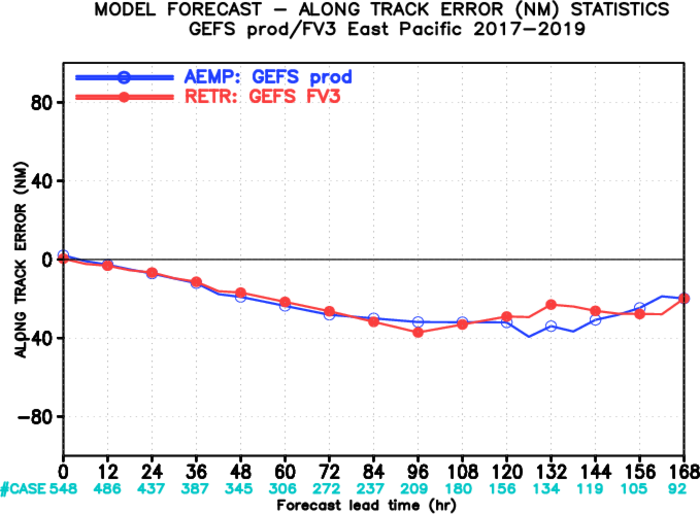 MODEL FORECAST – ALONG TRACK ERROR (NM) STATISTICS
GEFS prod/FV3 East Pacific 2017–2019
AEMP: GEFS prod
RETR: GEFS FV3
ALONG TRACK ERROR (NM)
80
40
0
–40
–80
0 12 24 36 48 60 72 84 96 108 120 132 144 156 168
#CASE 548 486 437 387 345 306 272 237 209 180 156 134 119 105 92
Forecast lead time (hr)